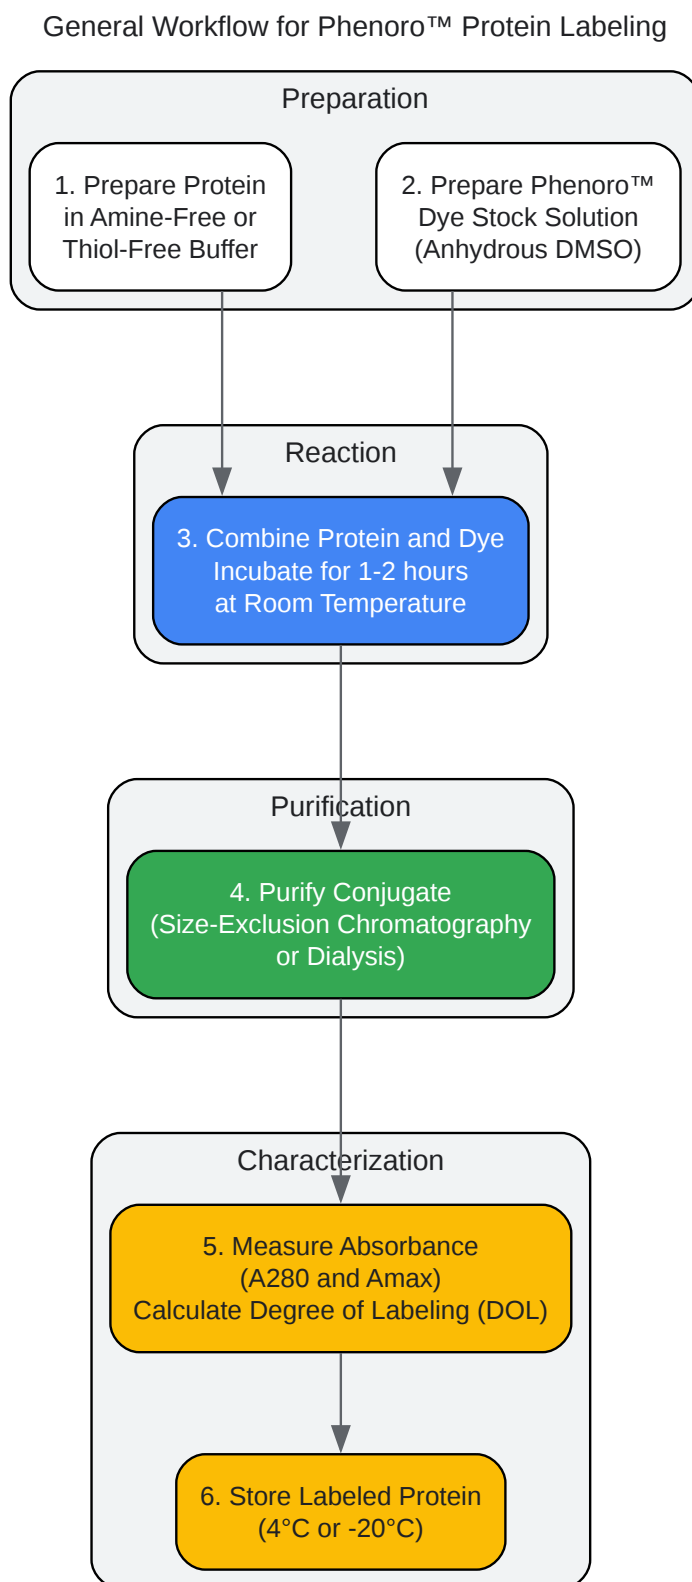 General Workflow for Phenoro™ Protein Labeling
Preparation
1. Prepare Protein
in Amine-Free or
Thiol-Free Buffer
2. Prepare Phenoro™
Dye Stock Solution
(Anhydrous DMSO)
Reaction
3. Combine Protein and Dye
Incubate for 1-2 hours
at Room Temperature
Purification
4. Purify Conjugate
(Size-Exclusion Chromatography
or Dialysis)
Characterization
5. Measure Absorbance
(A280 and Amax)
Calculate Degree of Labeling (DOL)
6. Store Labeled Protein
(4°C or -20°C)